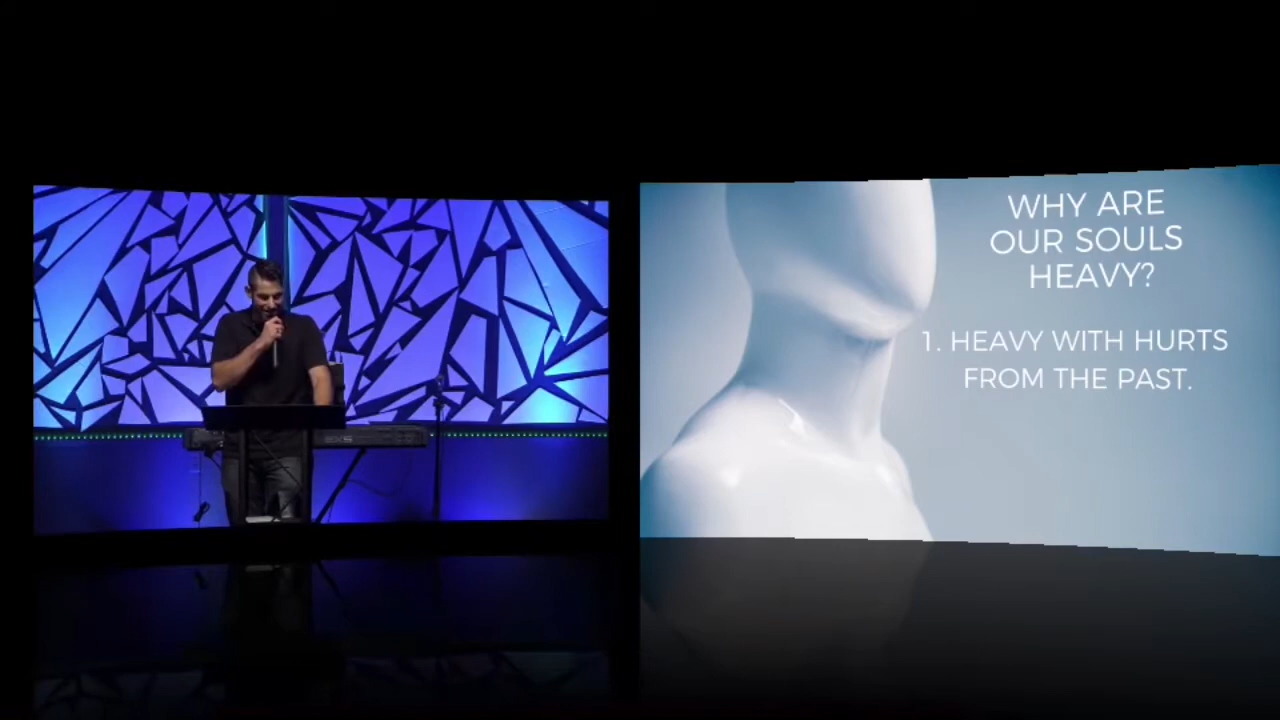 WHY ARE
OUR SOULS
HEAVY?
1. HEAVY WITH HURTS
FROM THE PAST.